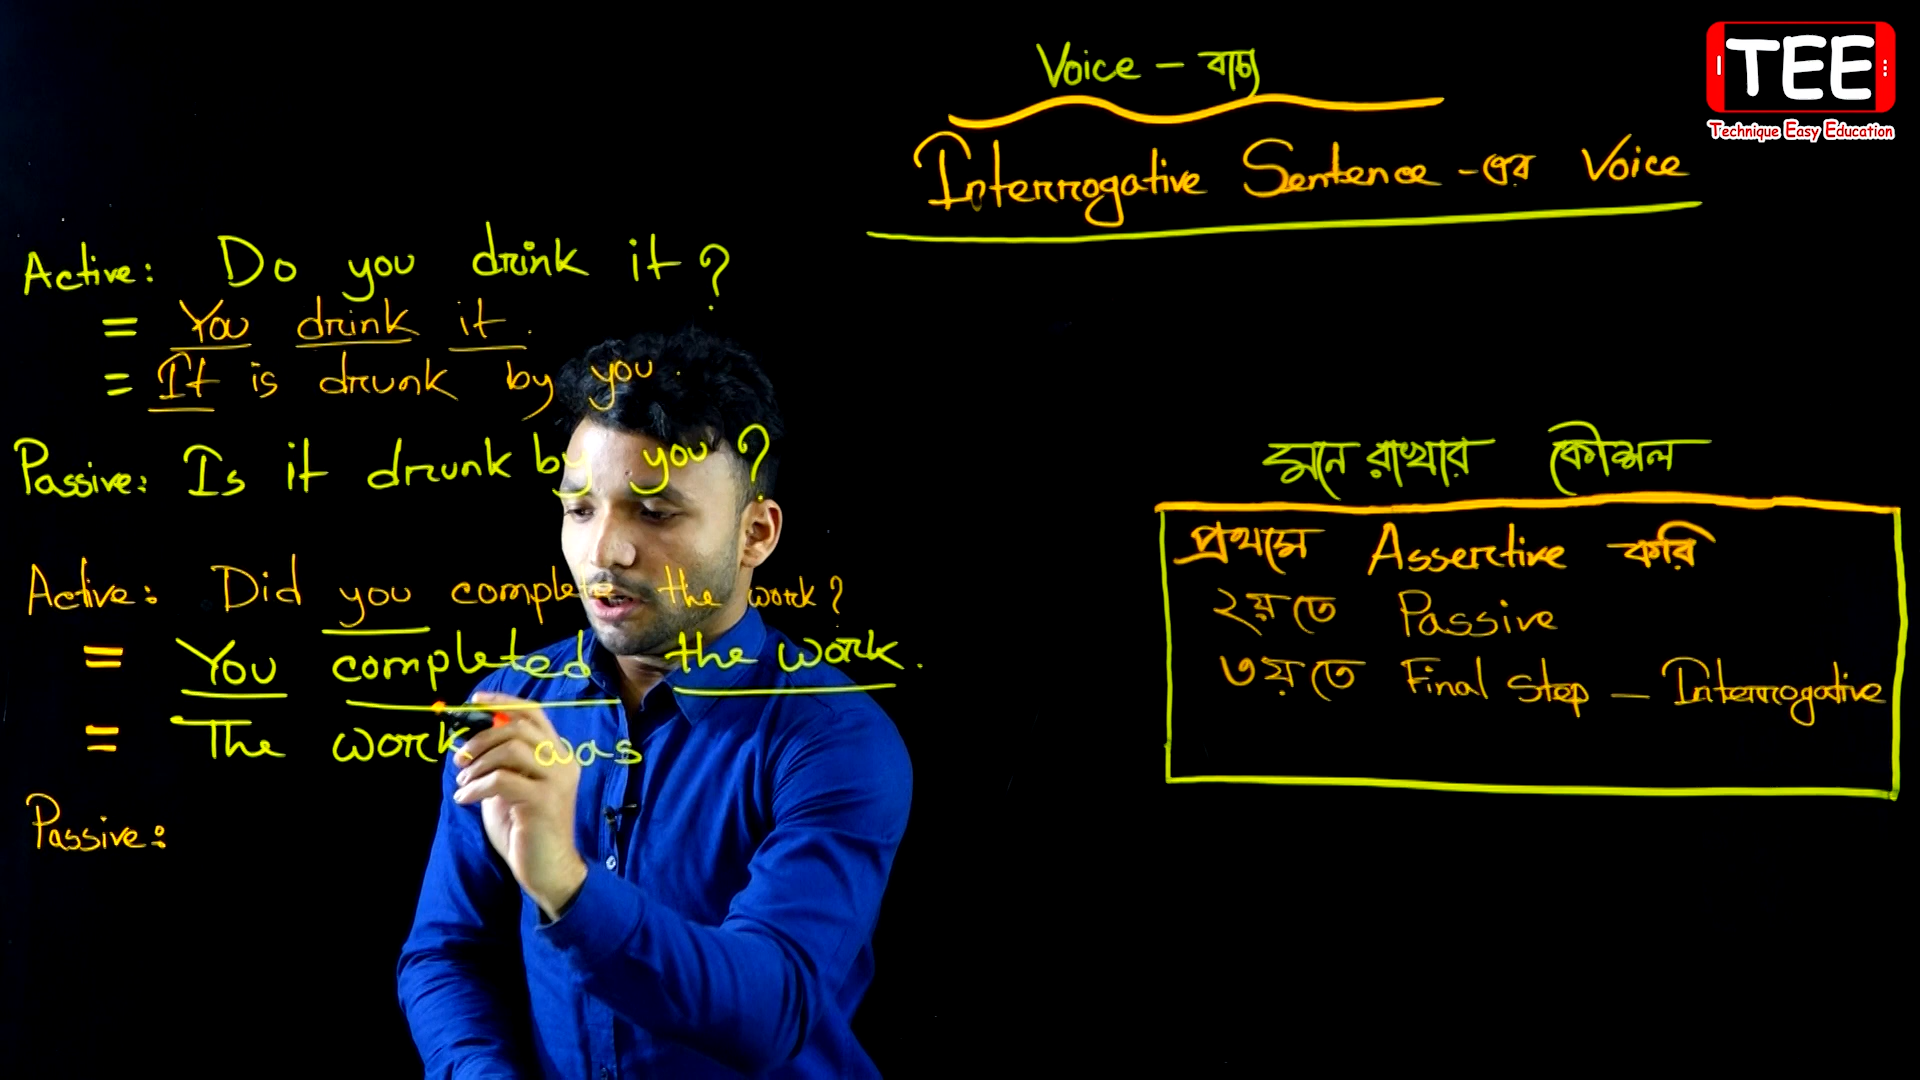 TEE
Technique Easy Education
Voice – বাচ্য
Interrogative Sentence -এর Voice
Active: Do you drink it?
= You drink it.
= It is drunk by you.
Passive: Is it drunk by you?
Active: Did you complete the work?
= You completed the work.
= The work was
Passive:
মনে রাখার কৌশল
প্রথমে Assertive করি
২য় তে Passive
৩য় তে Final Step – Interrogative